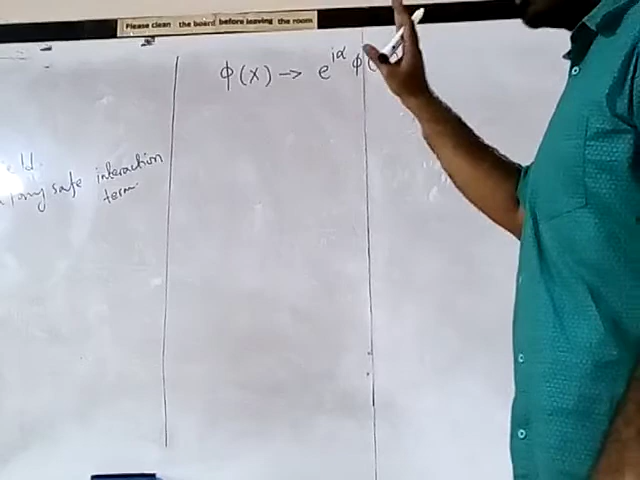 Please clean the board before leaving the room
ϕ(x) → e^{iα} ϕ(
safe interaction
term